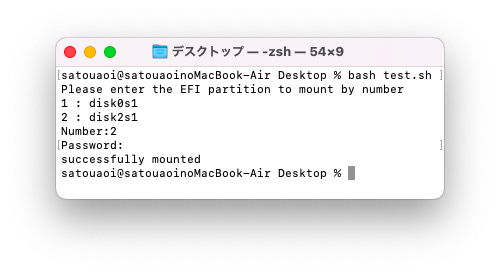 デスクトップ — -zsh — 54×9
[satouaoi@satouaoinoMacBook-Air Desktop % bash test.sh ]
Please enter the EFI partition to mount by number
1 : disk0s1
2 : disk2s1
Number:2
[Password: ]
successfully mounted
satouaoi@satouaoinoMacBook-Air Desktop %